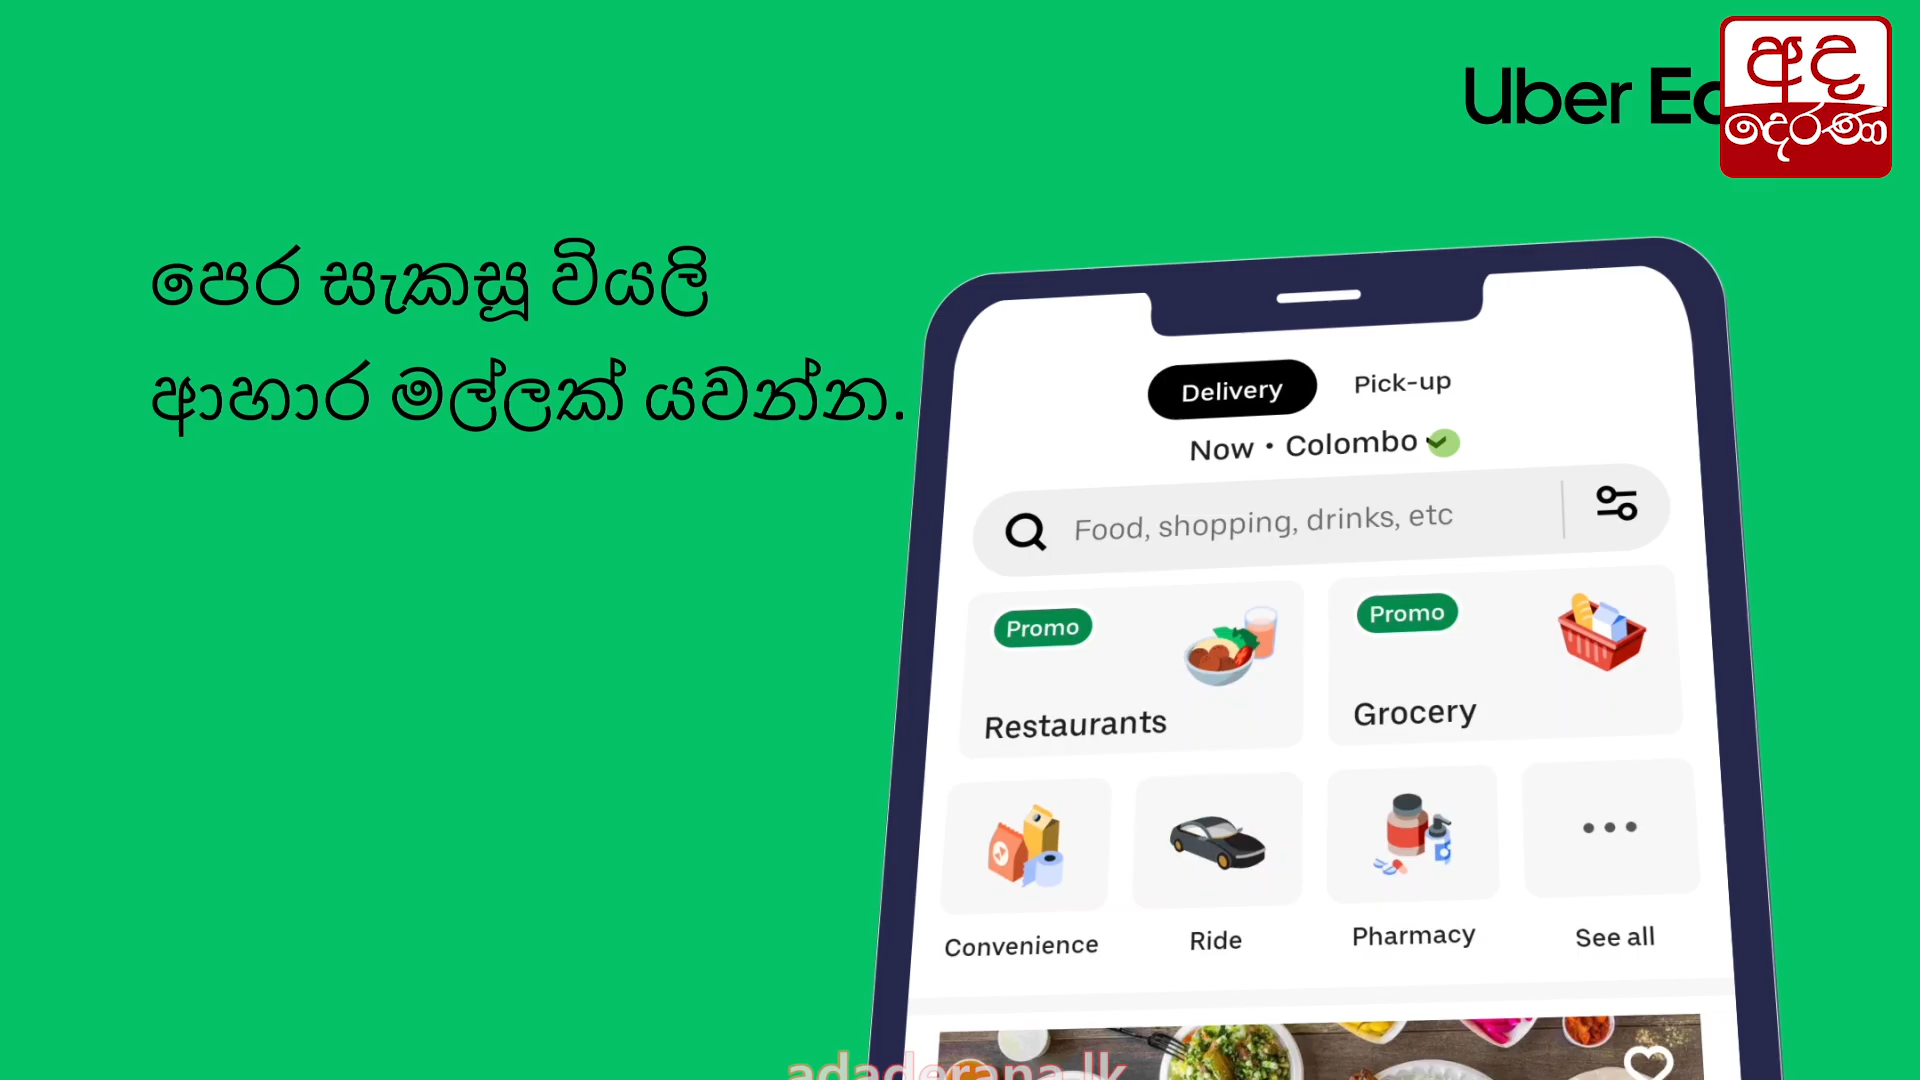 Uber
අද
දෙරණ
පෙර සැකසූ වියලි
ආහාර මල්ලක් යවන්න.
Delivery Pick-up
Now • Colombo
Food, shopping, drinks, etc
Promo Promo
Restaurants Grocery
Convenience Ride Pharmacy See all
adaderana.lk